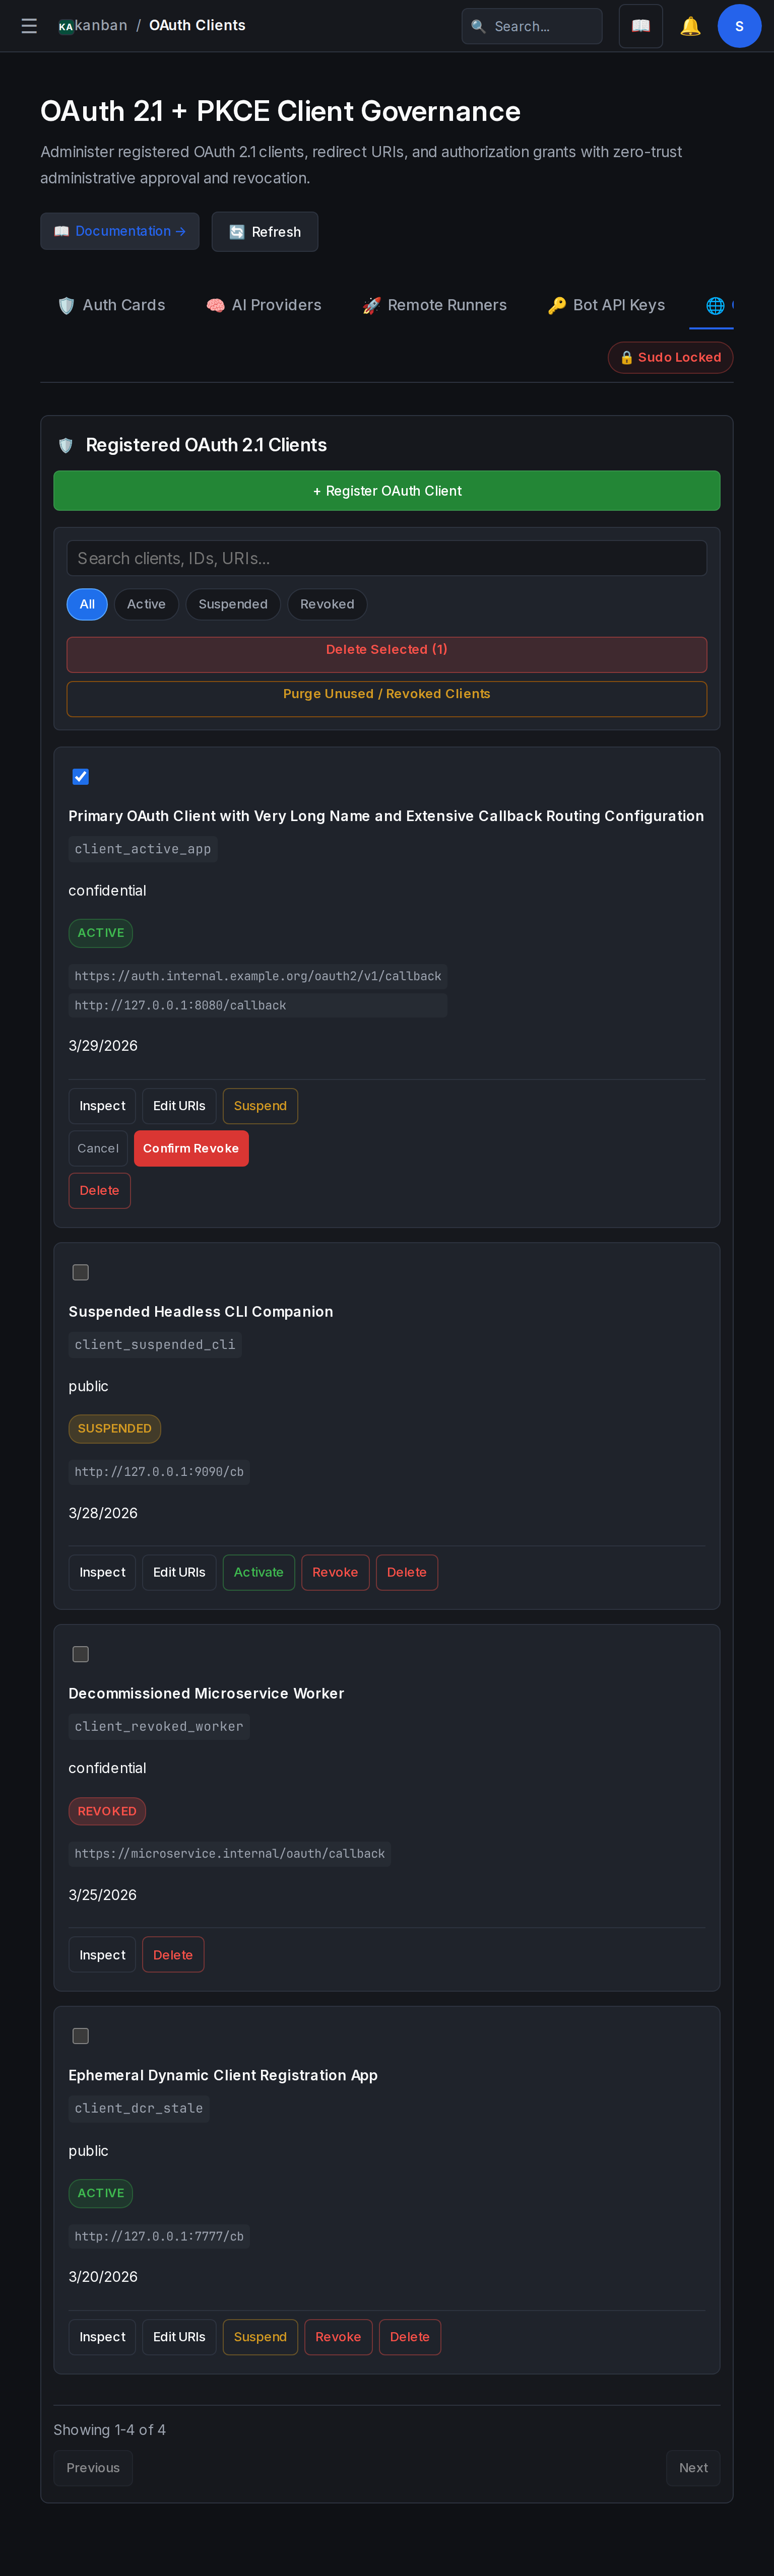 KA kanban / OAuth Clients
Search...
S
OAuth 2.1 + PKCE Client Governance
Administer registered OAuth 2.1 clients, redirect URIs, and authorization grants with zero-trust
administrative approval and revocation.
Documentation →
Refresh
Auth Cards
AI Providers
Remote Runners
Bot API Keys
Sudo Locked
Registered OAuth 2.1 Clients
+ Register OAuth Client
Search clients, IDs, URIs...
All
Active
Suspended
Revoked
Delete Selected (1)
Purge Unused / Revoked Clients
Primary OAuth Client with Very Long Name and Extensive Callback Routing Configuration
client_active_app
confidential
ACTIVE
https://auth.internal.example.org/oauth2/v1/callback
http://127.0.0.1:8080/callback
3/29/2026
Inspect
Edit URIs
Suspend
Cancel
Confirm Revoke
Delete
Suspended Headless CLI Companion
client_suspended_cli
public
SUSPENDED
http://127.0.0.1:9090/cb
3/28/2026
Inspect
Edit URIs
Activate
Revoke
Delete
Decommissioned Microservice Worker
client_revoked_worker
confidential
REVOKED
https://microservice.internal/oauth/callback
3/25/2026
Inspect
Delete
Ephemeral Dynamic Client Registration App
client_dcr_stale
public
ACTIVE
http://127.0.0.1:7777/cb
3/20/2026
Inspect
Edit URIs
Suspend
Revoke
Delete
Showing 1-4 of 4
Previous
Next